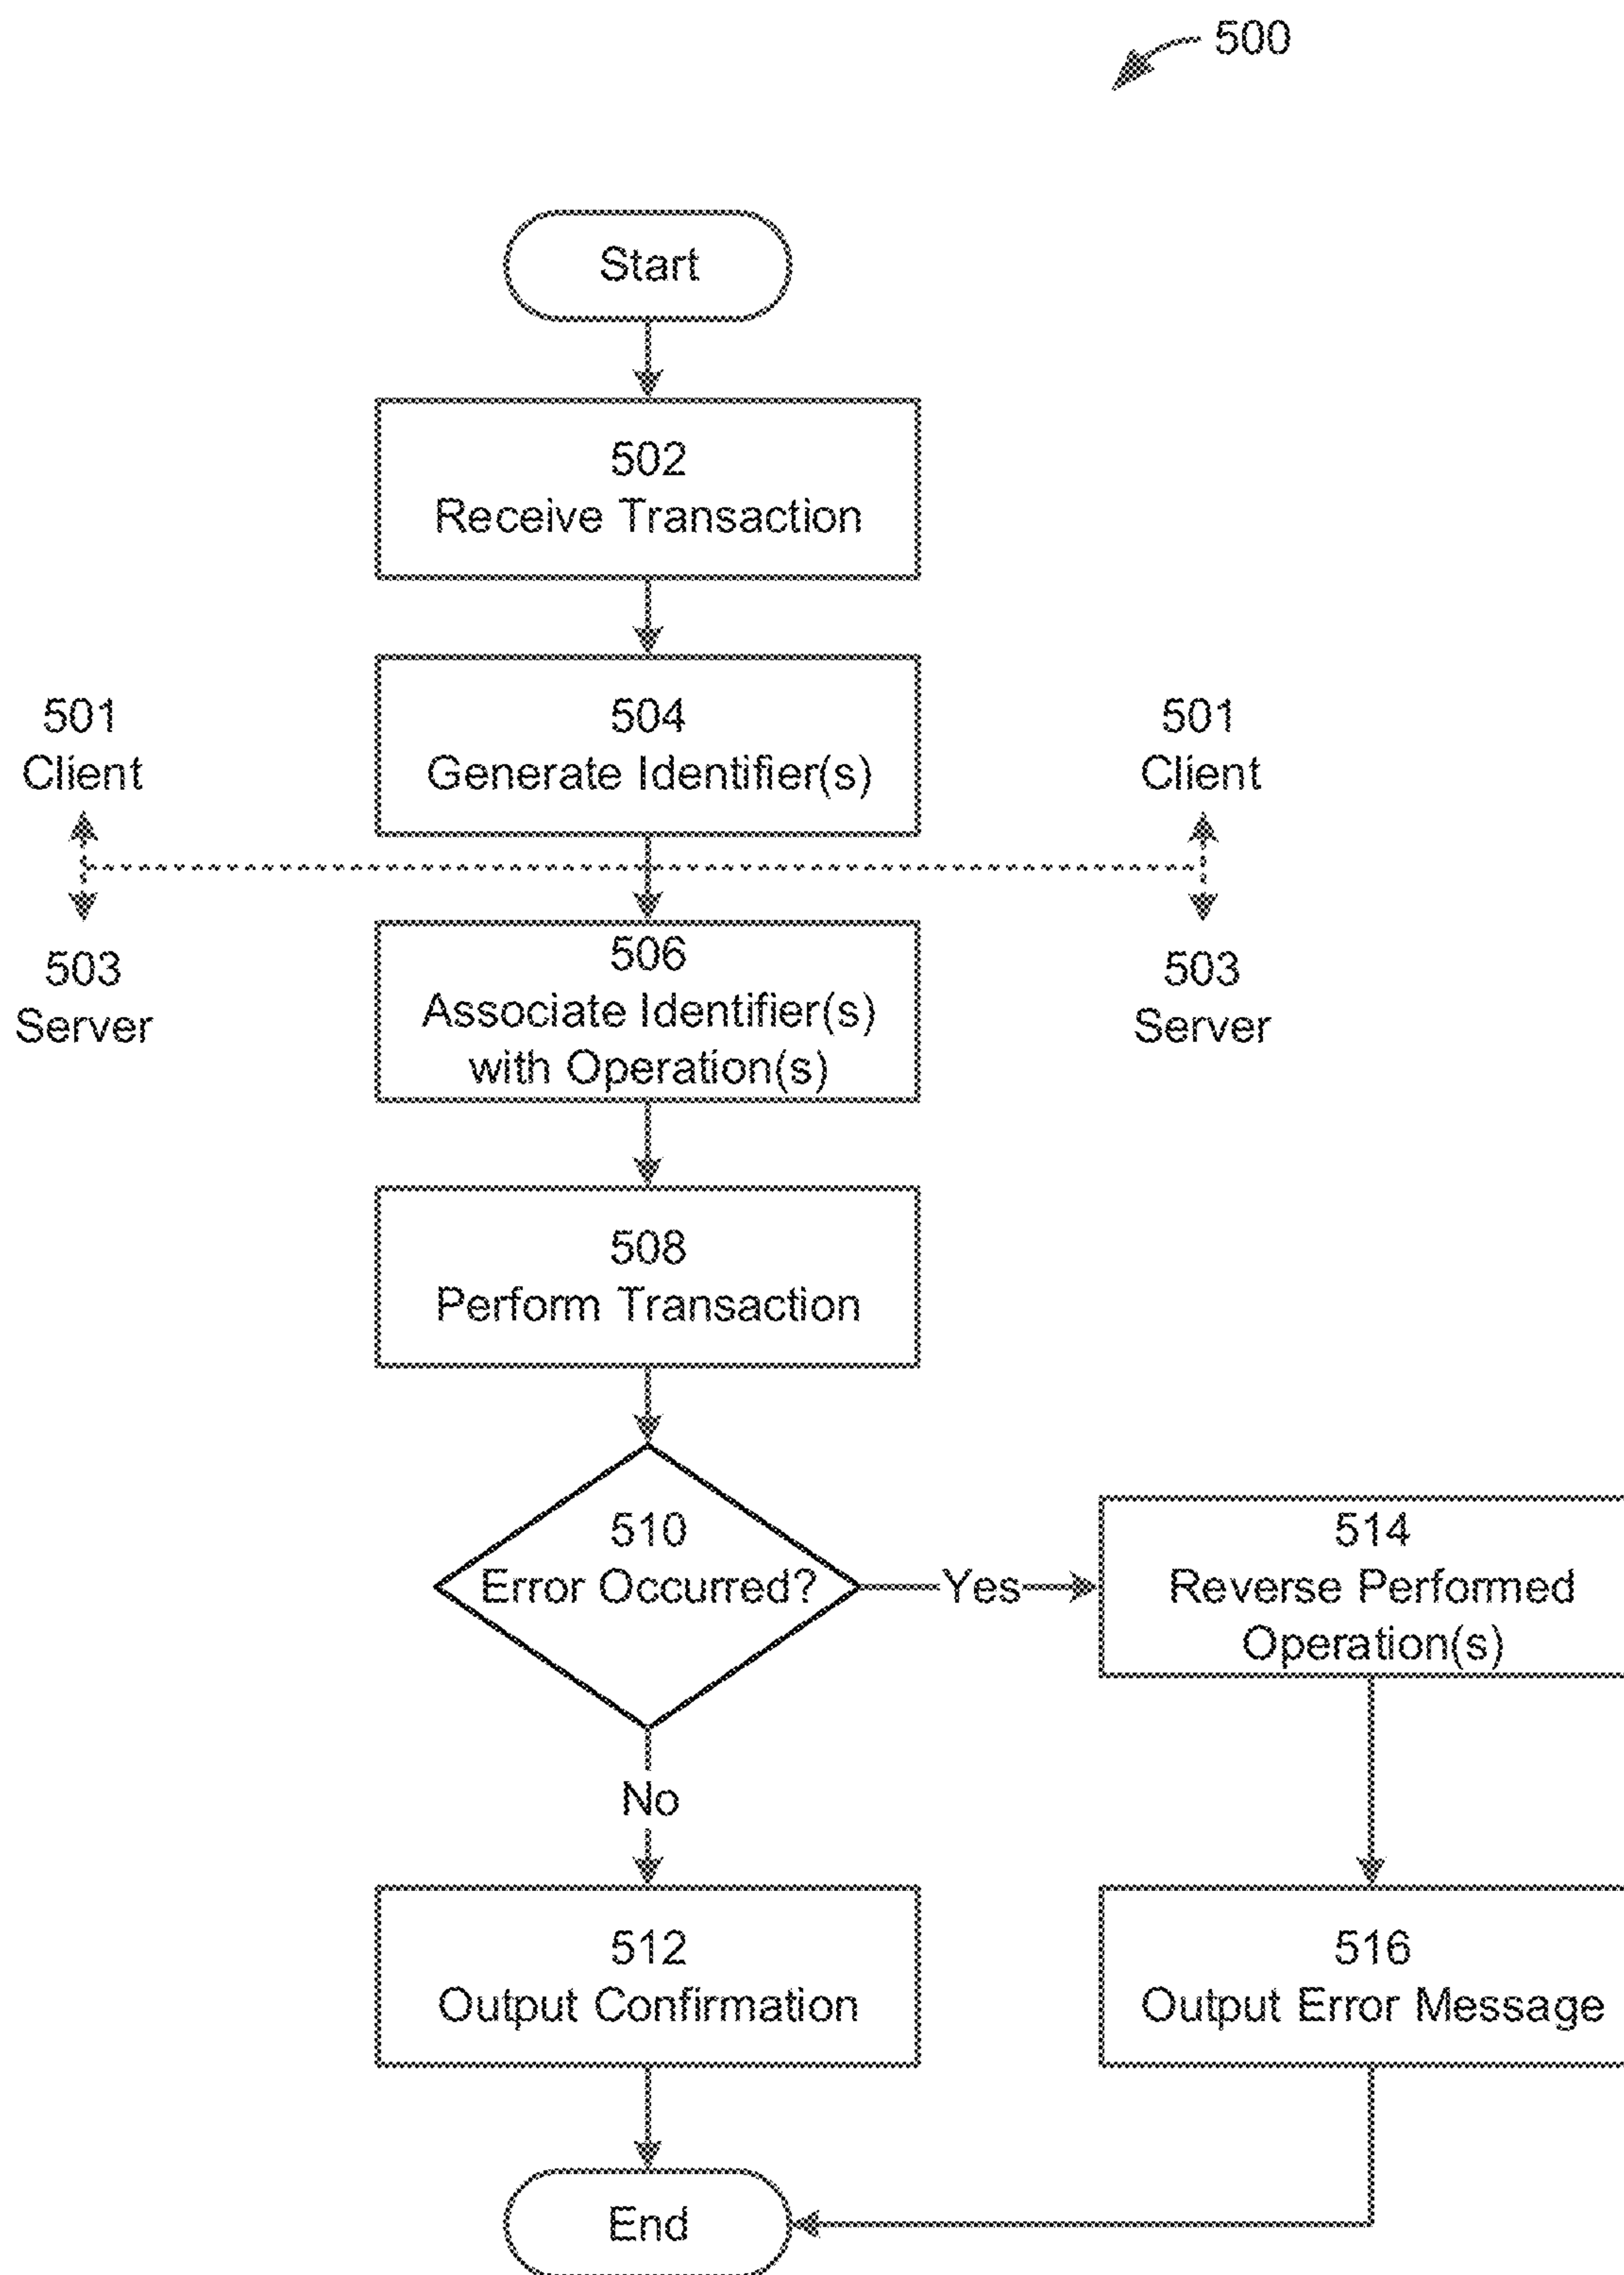 500
Start
502
Receive Transaction
504
Generate Identifier(s)
501
Client
501
Client
503
Server
503
Server
506
Associate Identifier(s)
with Operation(s)
508
Perform Transaction
510
Error Occurred?
Yes
514
Reverse Performed
Operation(s)
No
512
Output Confirmation
516
Output Error Message
End